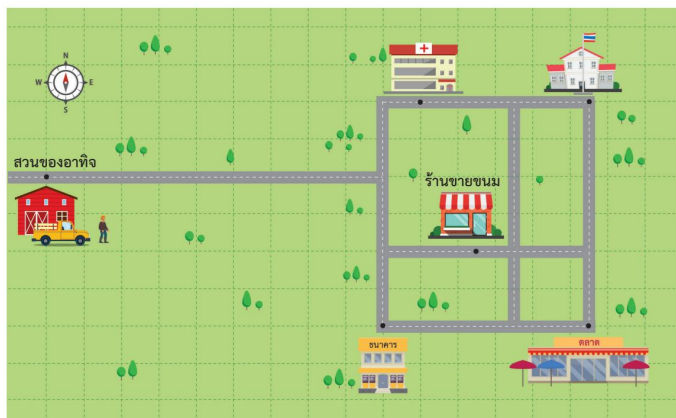 N
W E
S
สวนของอาทิจ
ร้านขายขนม
ธนาคาร
ตลาด